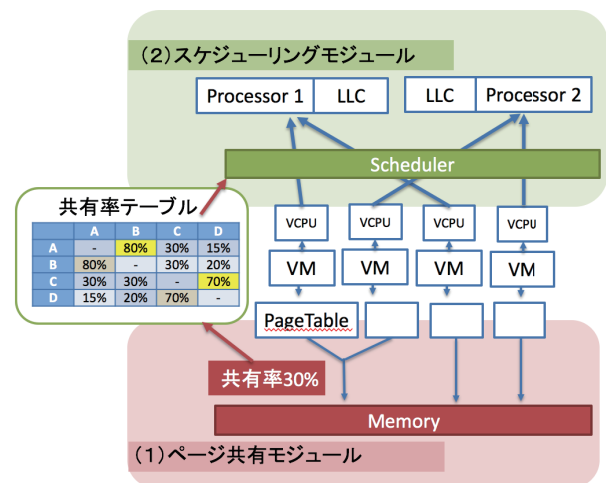 （2）スケジューリングモジュール
Processor 1
LLC
LLC
Processor 2
Scheduler
共有率テーブル
A B C D
A - 80% 30% 15%
B 80% - 30% 20%
C 30% 30% - 70%
D 15% 20% 70% -
VCPU
VCPU
VCPU
VCPU
VM
VM
VM
VM
PageTable
共有率30%
Memory
（1）ページ共有モジュール